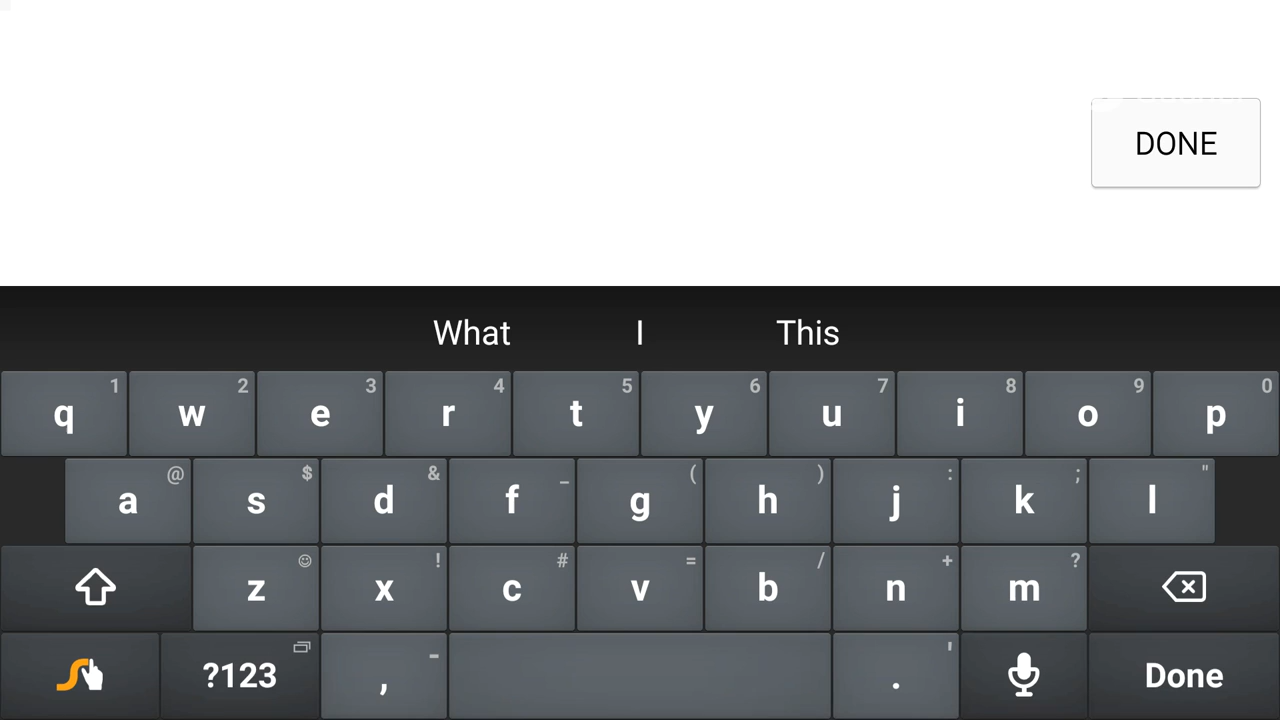 DONE
What I This
q 1 w 2 e 3 r 4 t 5 y 6 u 7 i 8 o 9 p 0
a @ s $ d & f _ g ( h ) j : k ; l "
z x ! c # v = b / n + m ?
?123 , - . ' Done